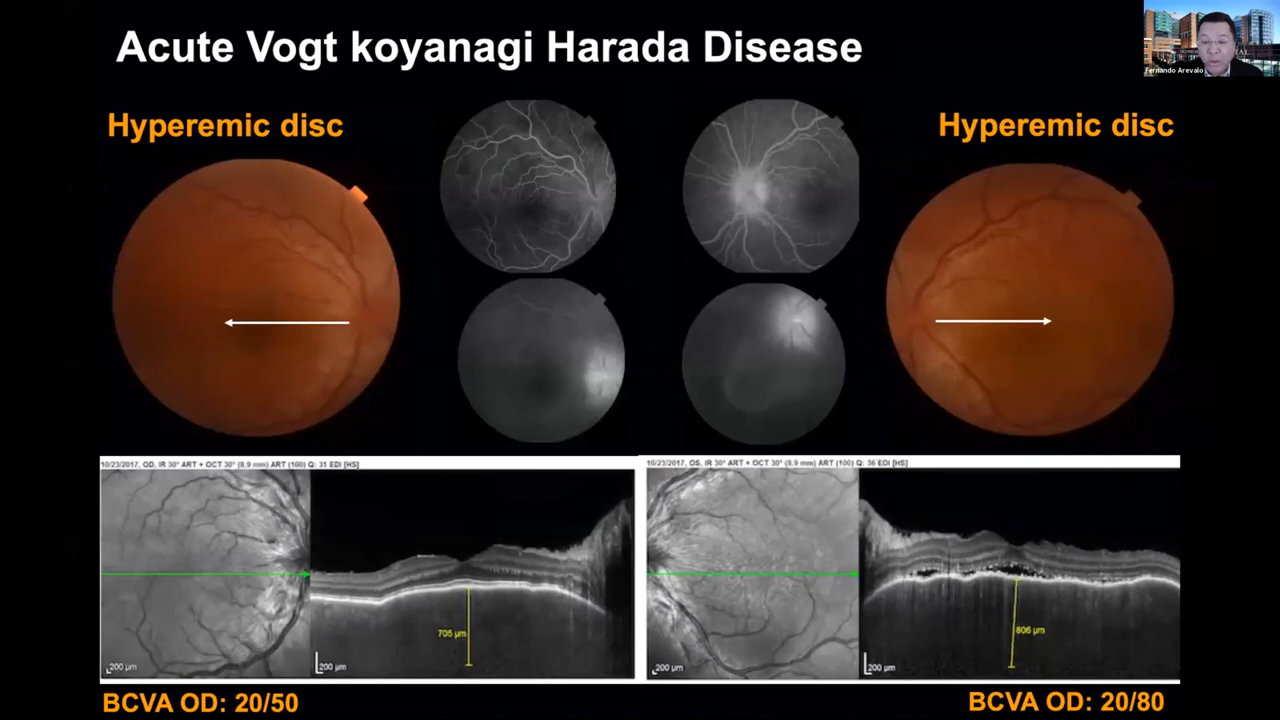 Acute Vogt koyanagi Harada Disease
Fernando Arevalo
Hyperemic disc
Hyperemic disc
10/23/2017, OD, IR 30° ART + OCT 30° (8.9 mm) ART (100) Q: 31 EDI [HS]
10/23/2017, OS, IR 30° ART + OCT 30° (8.9 mm) ART (100) Q: 36 EDI [HS]
705 µm
806 µm
200 µm
200 µm
200 µm
200 µm
BCVA OD: 20/50
BCVA OD: 20/80